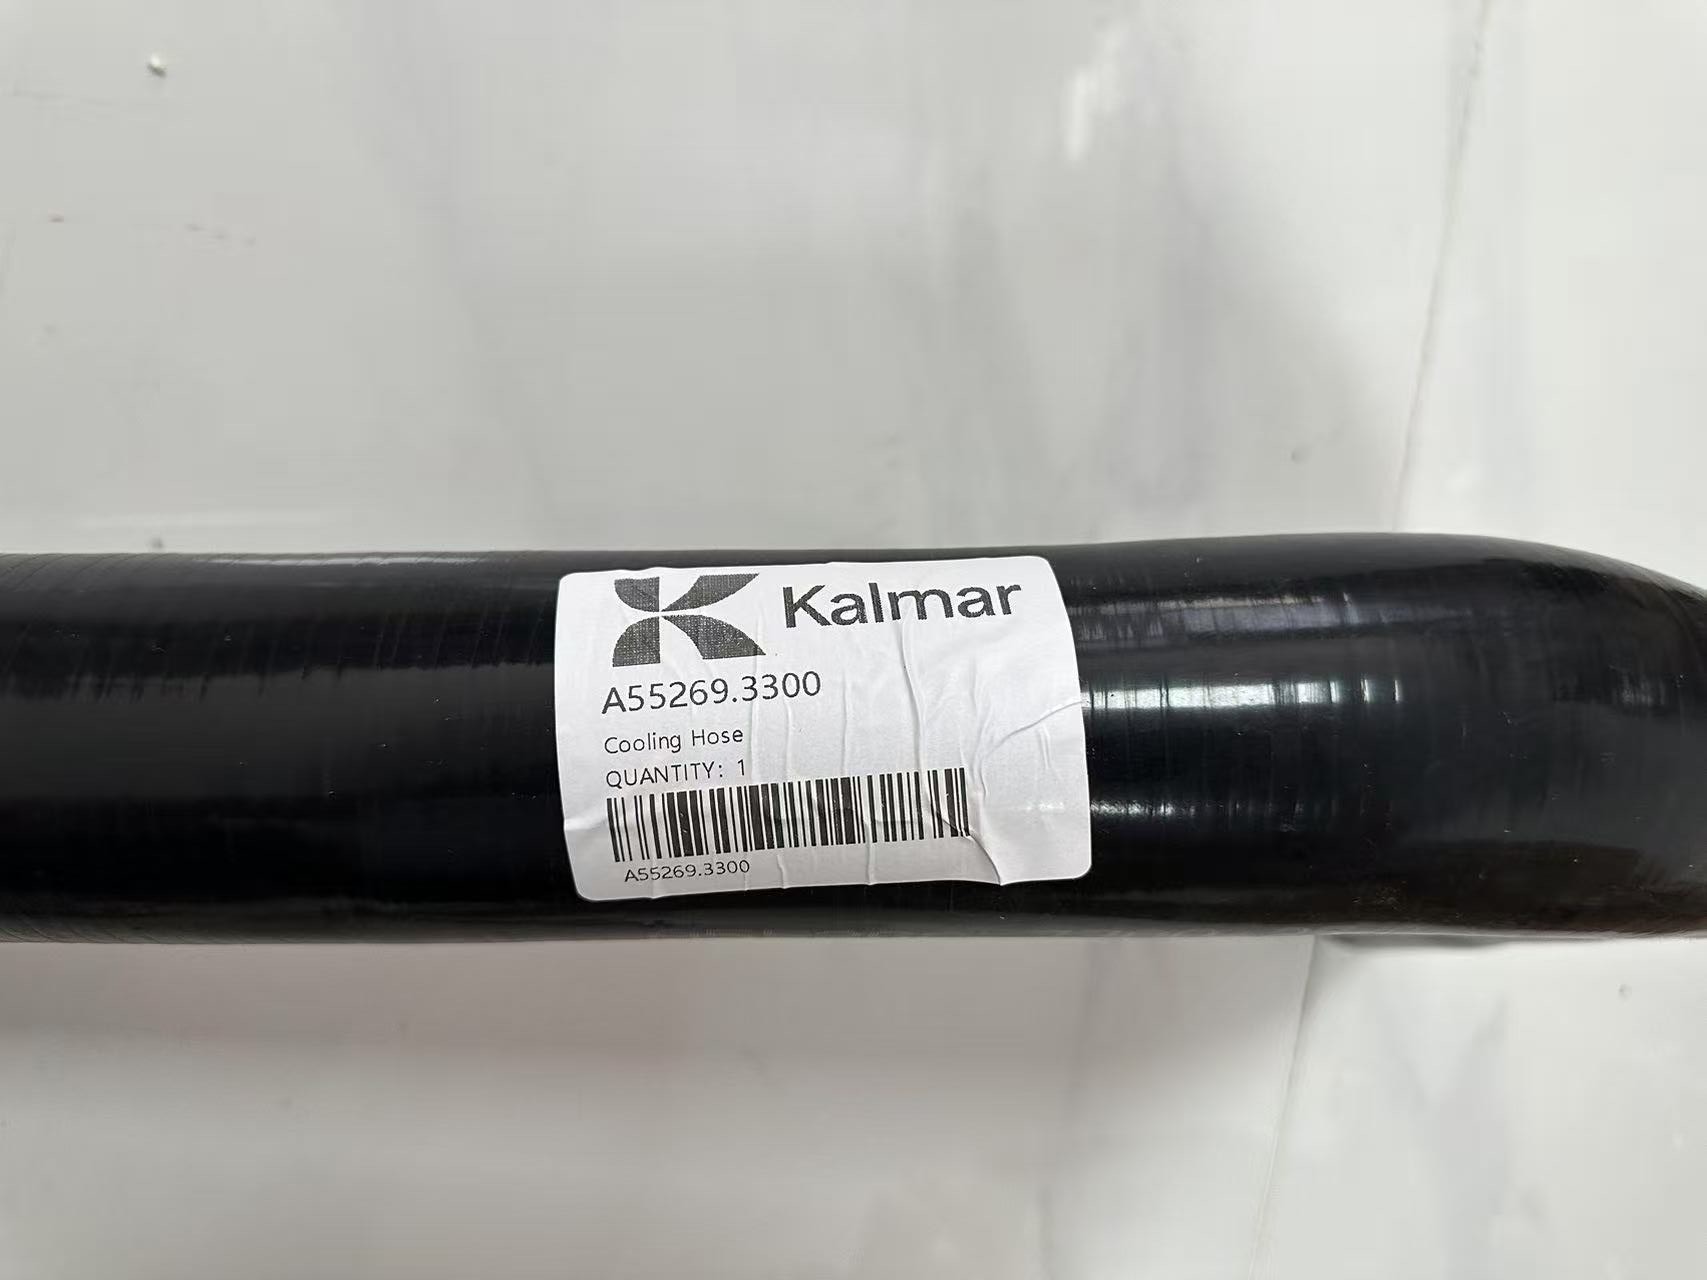 Kalmar
A55269.3300
Cooling Hose
QUANTITY: 1
A55269.3300